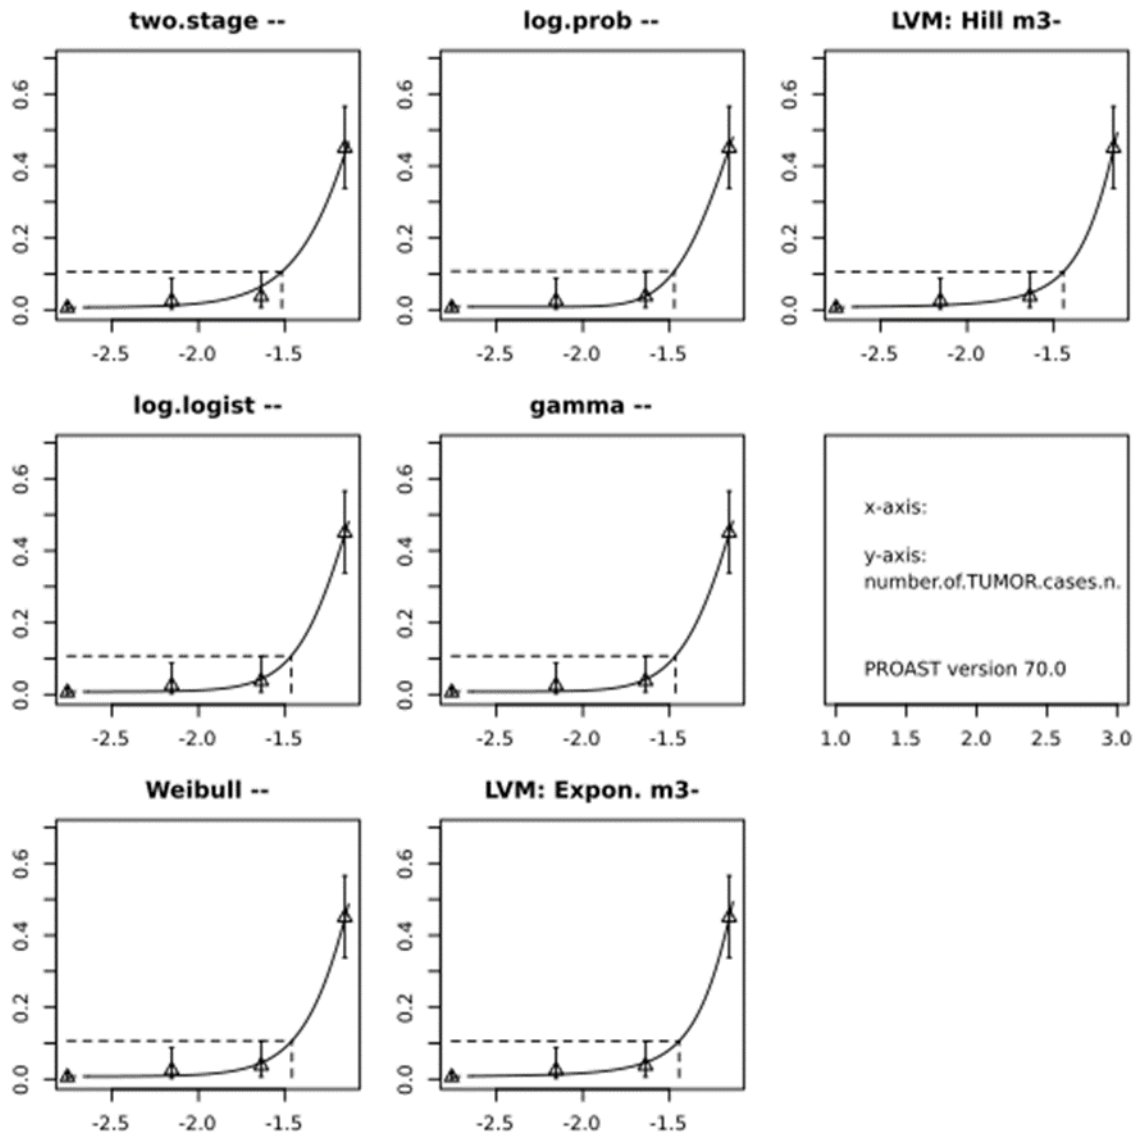 two.stage --
log.prob --
LVM: Hill m3-
0.0 0.2 0.4 0.6
-2.5 -2.0 -1.5
0.0 0.2 0.4 0.6
-2.5 -2.0 -1.5
0.0 0.2 0.4 0.6
-2.5 -2.0 -1.5
log.logist --
gamma --
0.0 0.2 0.4 0.6
-2.5 -2.0 -1.5
0.0 0.2 0.4 0.6
-2.5 -2.0 -1.5
x-axis:
y-axis:
number.of.TUMOR.cases.n.
PROAST version 70.0
1.0 1.5 2.0 2.5 3.0
Weibull --
LVM: Expon. m3-
0.0 0.2 0.4 0.6
-2.5 -2.0 -1.5
0.0 0.2 0.4 0.6
-2.5 -2.0 -1.5